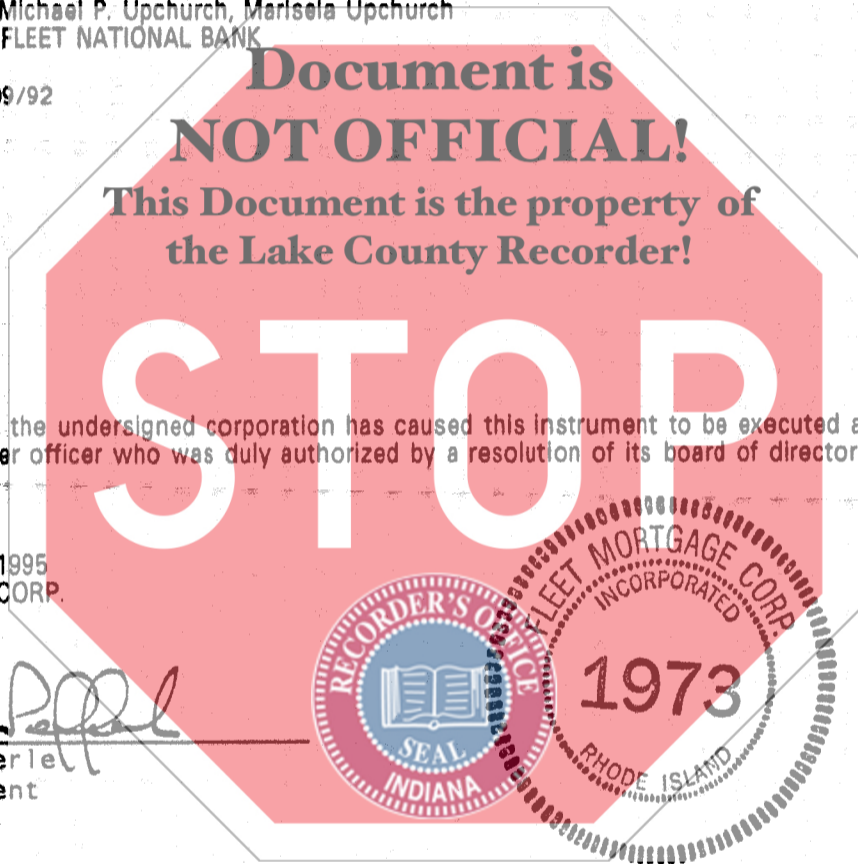 Michael P. Upchurch, Marisela Upchurch
FLEET NATIONAL BANK
9/92
Document is
NOT OFFICIAL!
This Document is the property of
the Lake County Recorder!
STOP
the undersigned corporation has caused this instrument to be executed a
er officer who was duly authorized by a resolution of its board of director
1995
CORP.
FLEET MORTGAGE CORP.
INCORPORATED
1973
RHODE ISLAND
RECORDER'S OFFICE
SEAL
INDIANA
erle
ent